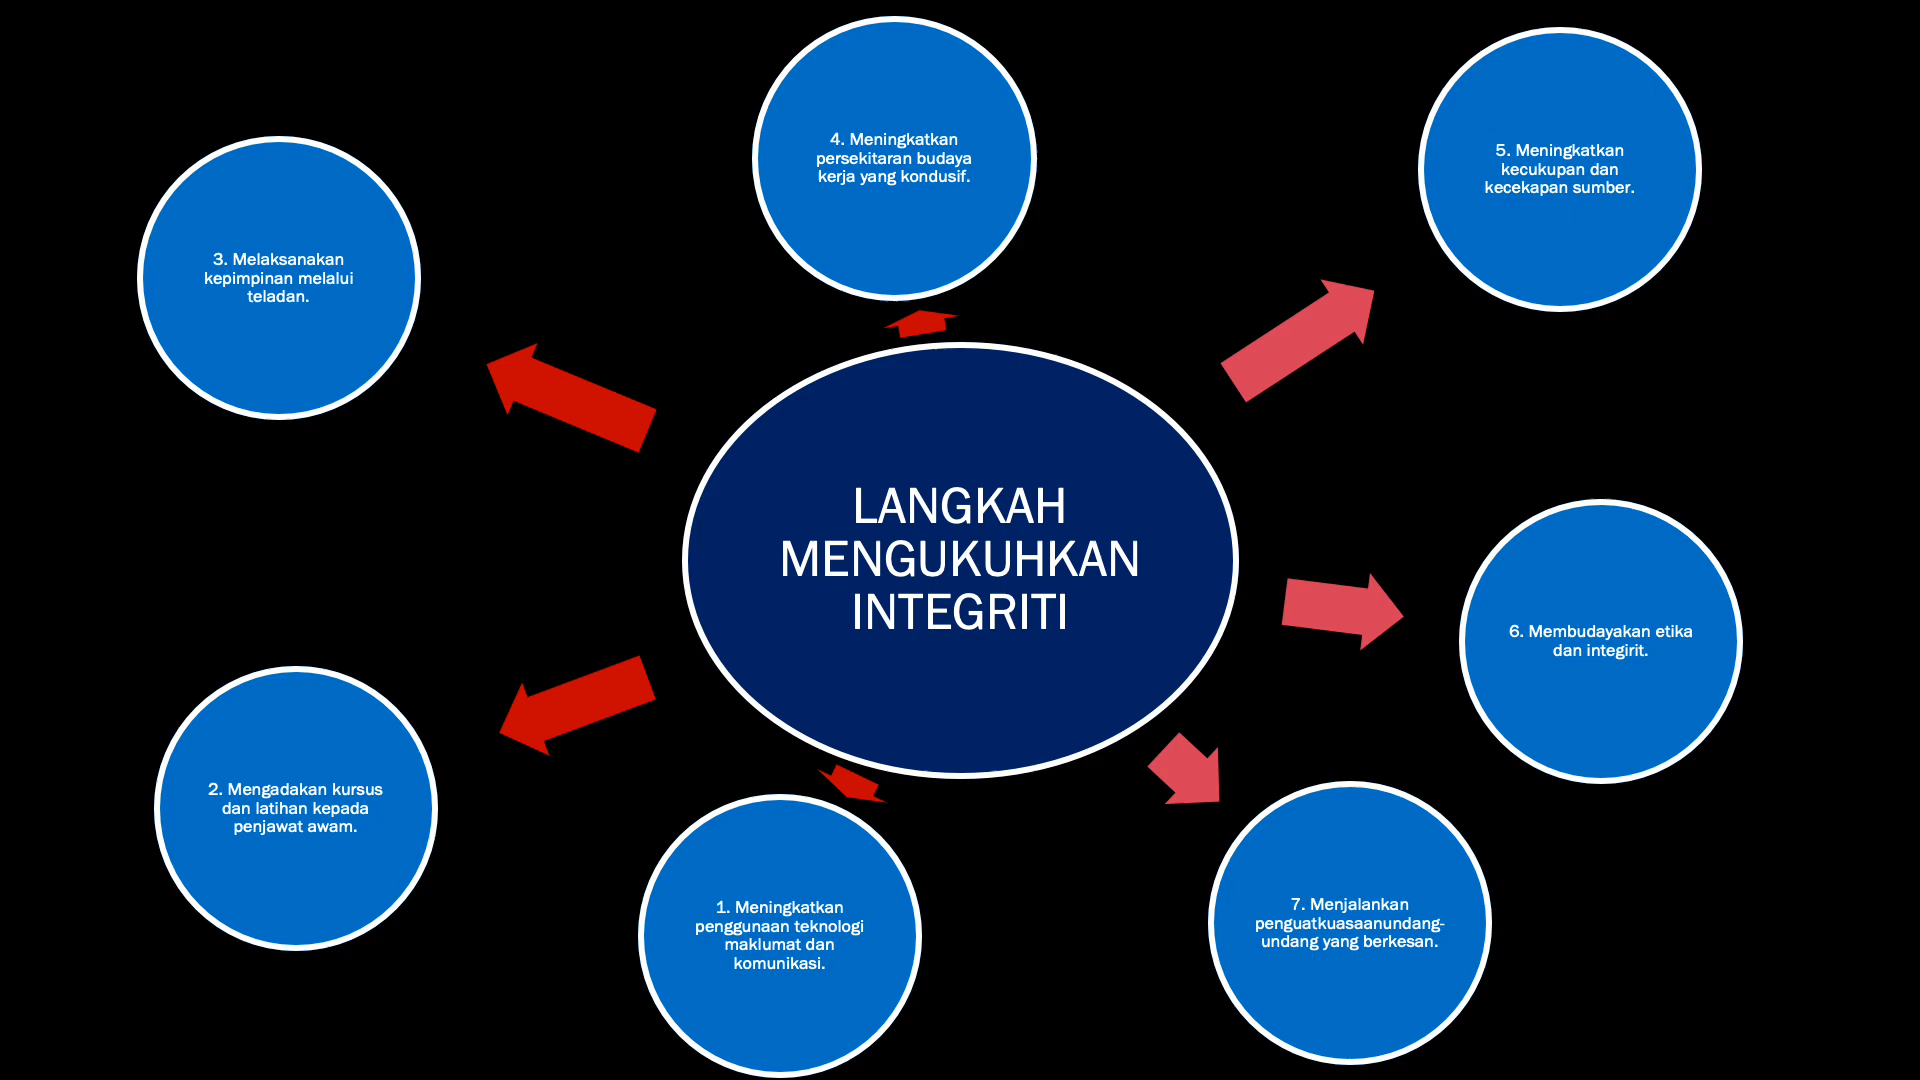 4. Meningkatkan
persekitaran budaya
kerja yang kondusif.
5. Meningkatkan
kecukupan dan
kecekapan sumber.
3. Melaksanakan
kepimpinan melalui
teladan.
LANGKAH
MENGUKUHKAN
INTEGRITI
6. Membudayakan etika
dan integirit.
2. Mengadakan kursus
dan latihan kepada
penjawat awam.
1. Meningkatkan
penggunaan teknologi
maklumat dan
komunikasi.
7. Menjalankan
penguatkuasaanundang-
undang yang berkesan.